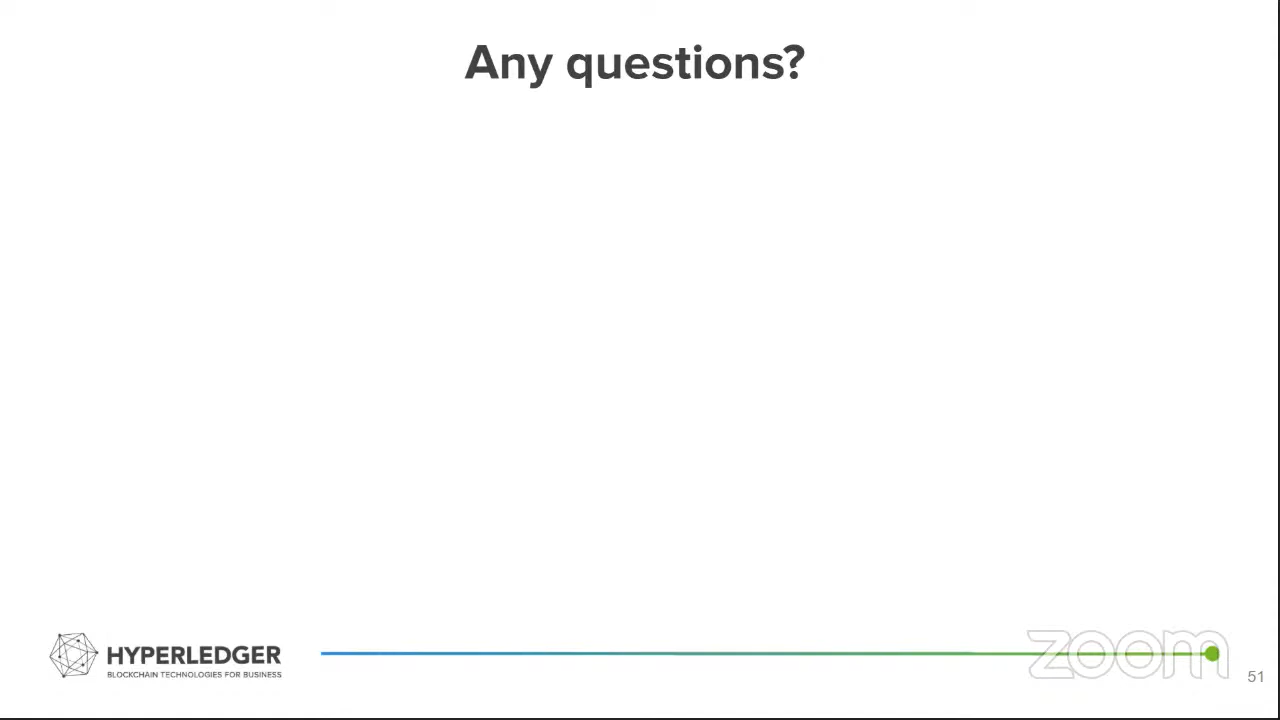 Any questions?
HYPERLEDGER
BLOCKCHAIN TECHNOLOGIES FOR BUSINESS
zoom
51